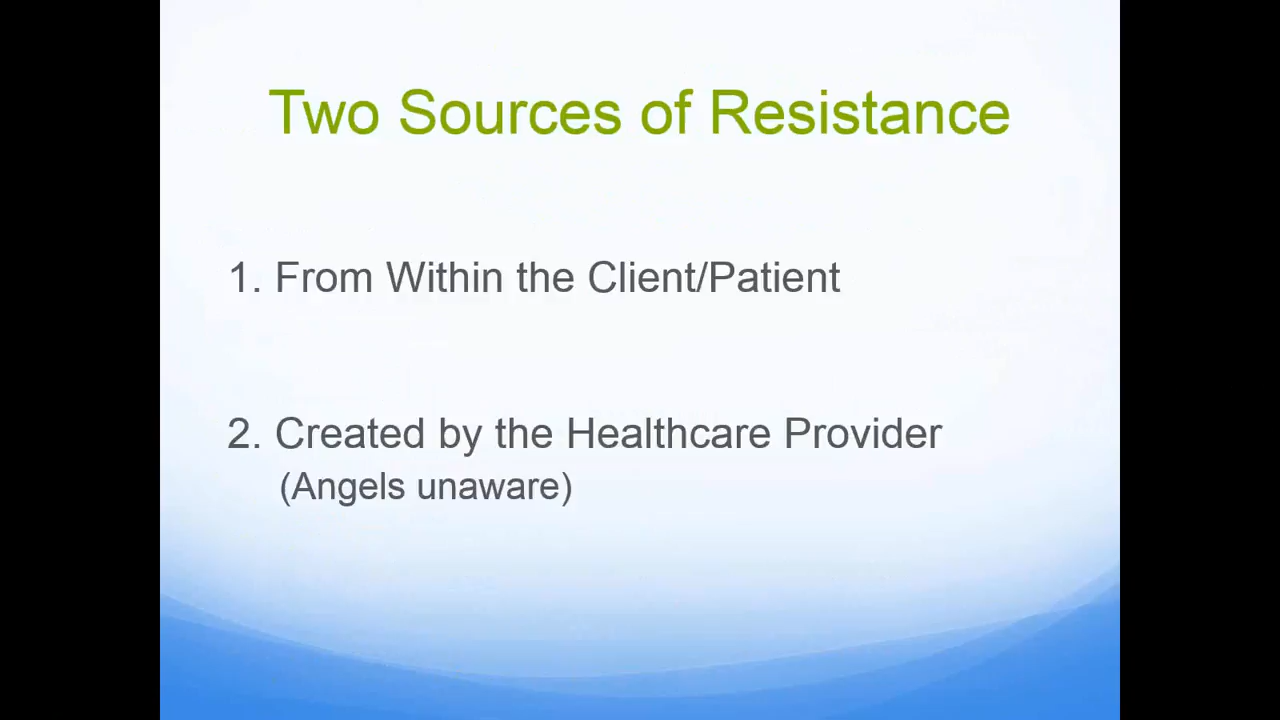 Two Sources of Resistance
1. From Within the Client/Patient
2. Created by the Healthcare Provider
(Angels unaware)